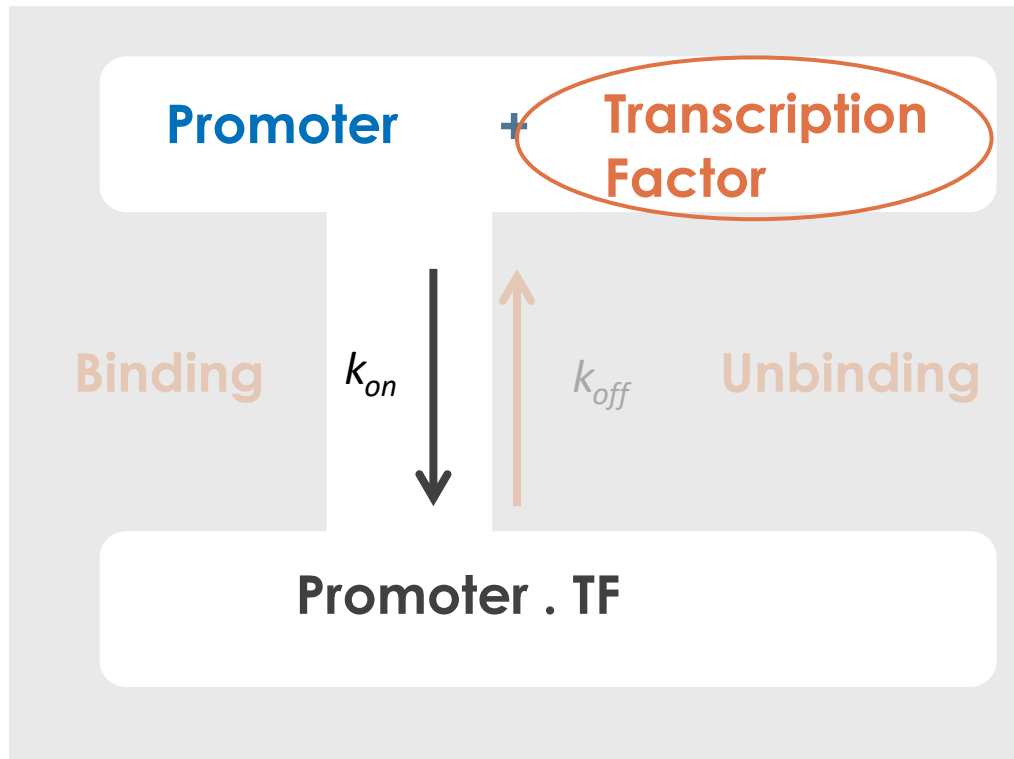 Promoter + Transcription
Factor
Binding k_on k_off Unbinding
Promoter . TF